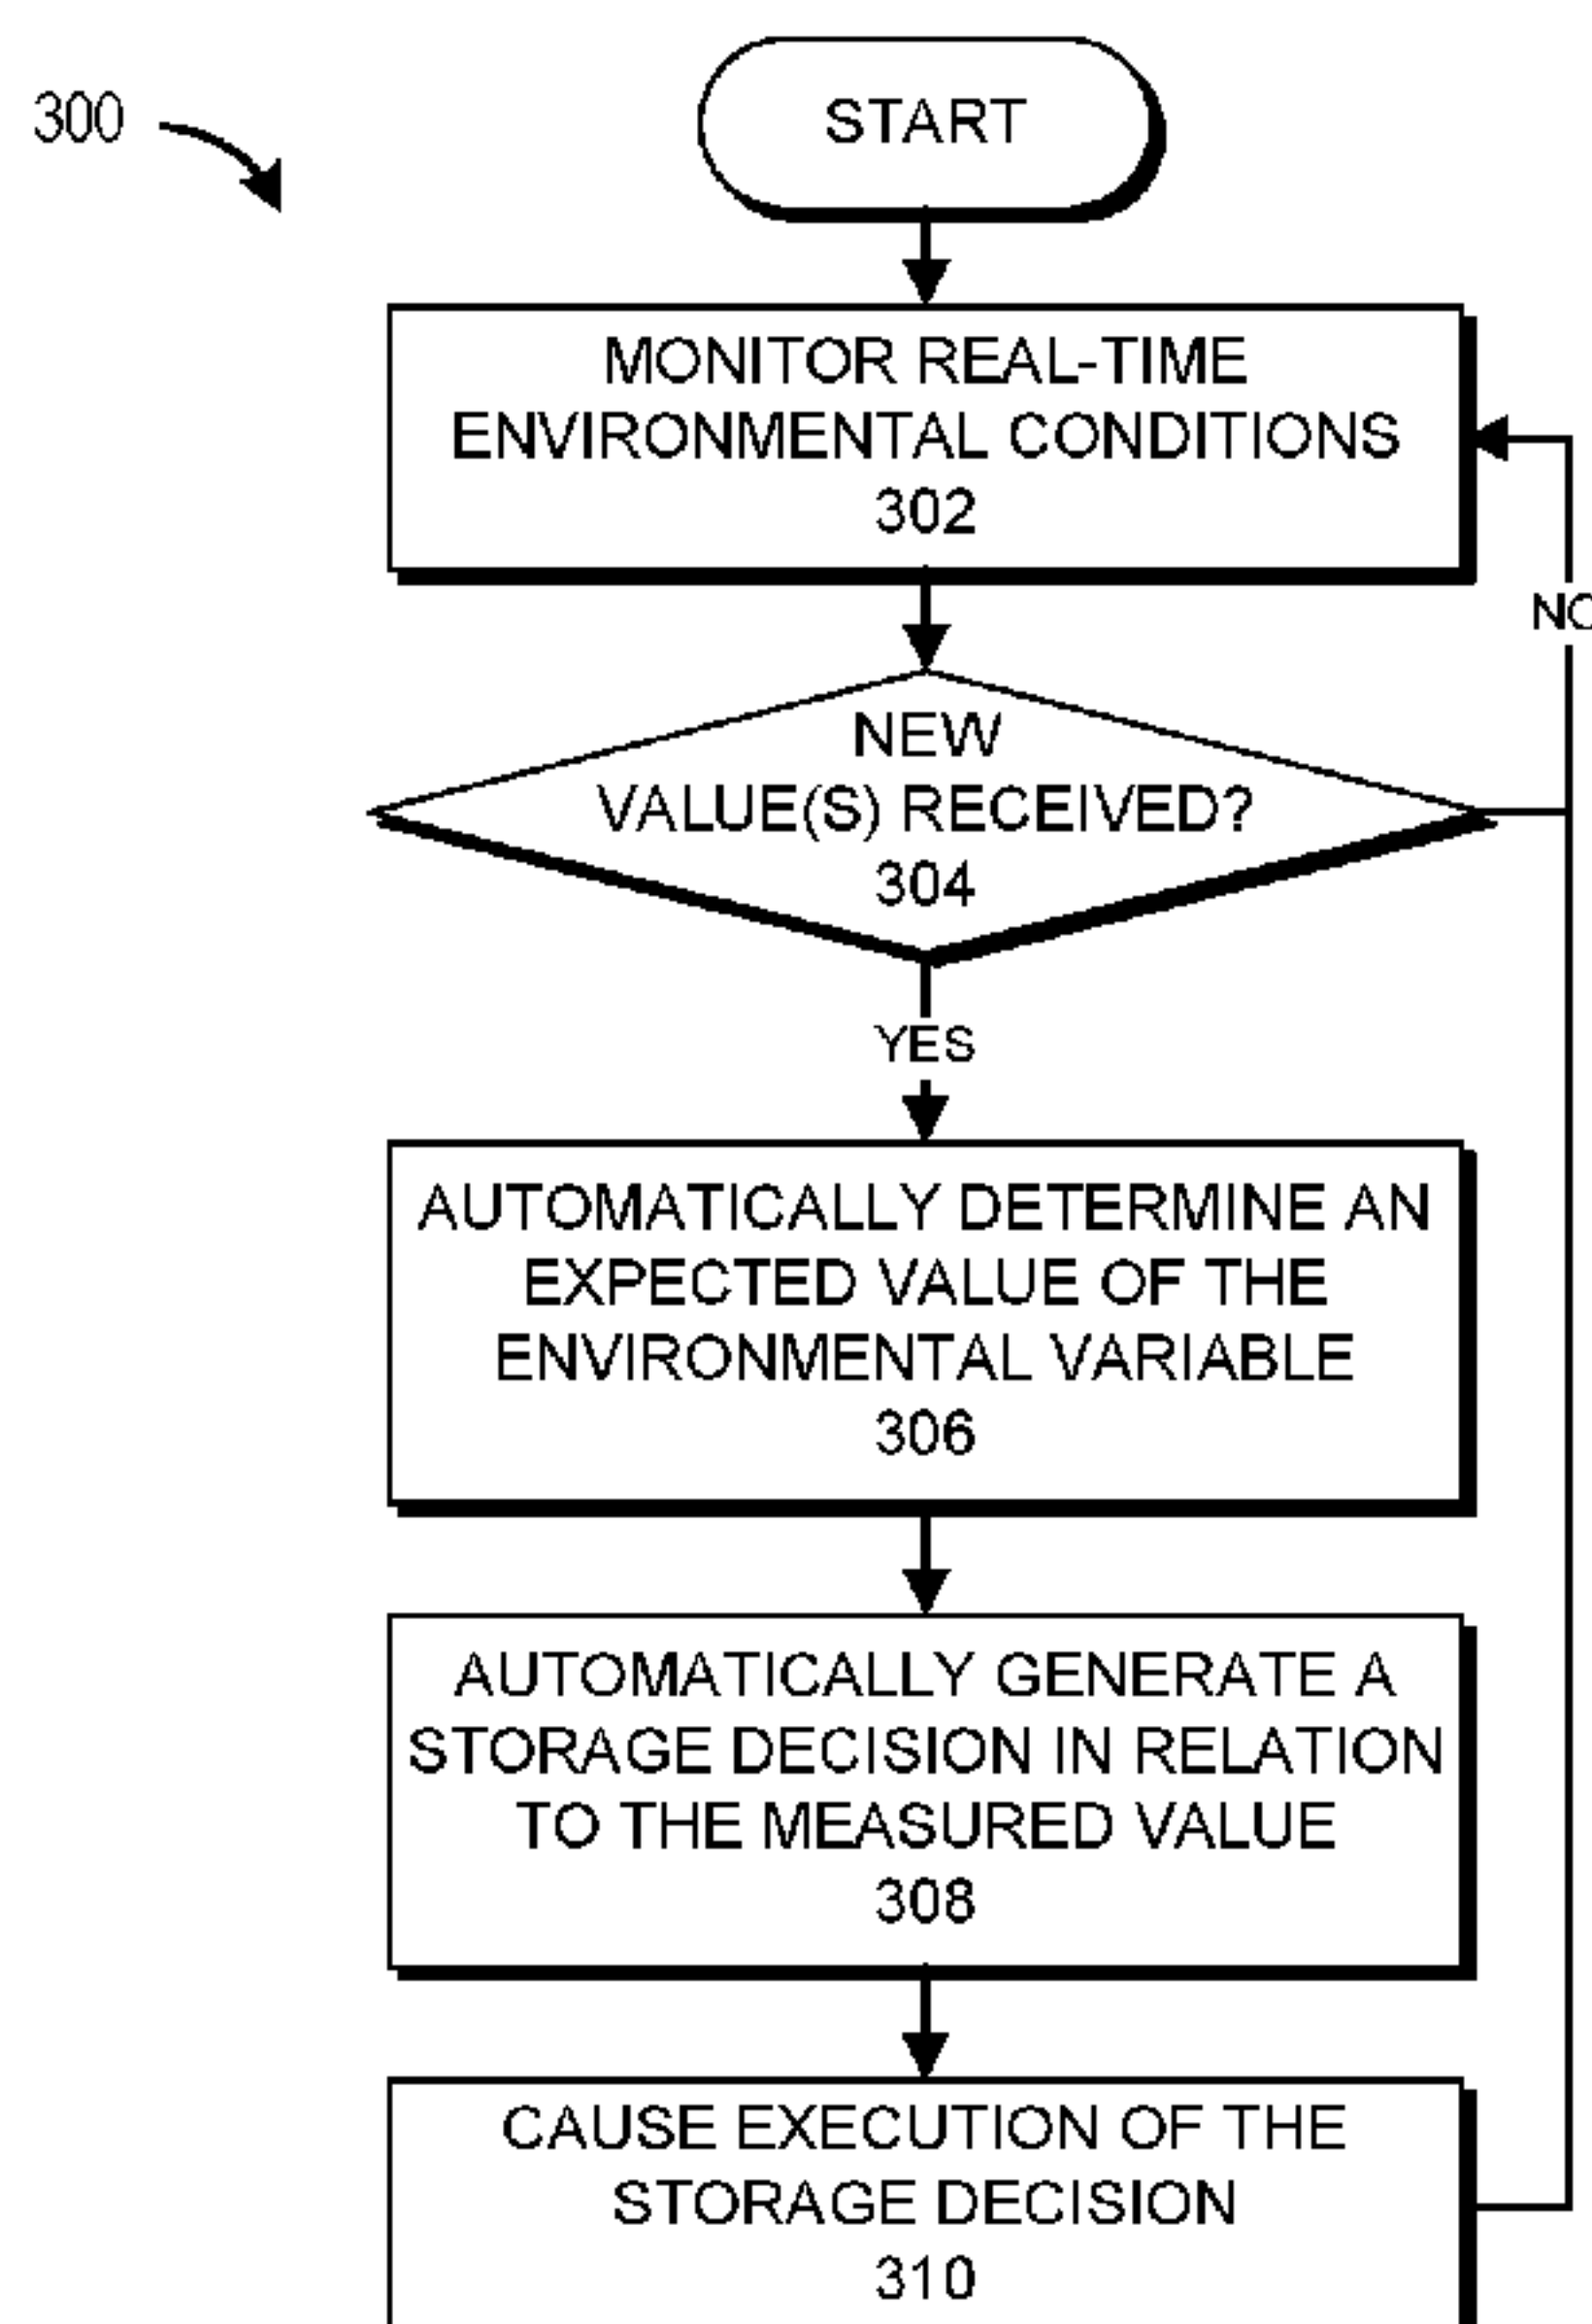 300
START
MONITOR REAL-TIME
ENVIRONMENTAL CONDITIONS
302
NO
NEW
VALUE(S) RECEIVED?
304
YES
AUTOMATICALLY DETERMINE AN
EXPECTED VALUE OF THE
ENVIRONMENTAL VARIABLE
306
AUTOMATICALLY GENERATE A
STORAGE DECISION IN RELATION
TO THE MEASURED VALUE
308
CAUSE EXECUTION OF THE
STORAGE DECISION
310